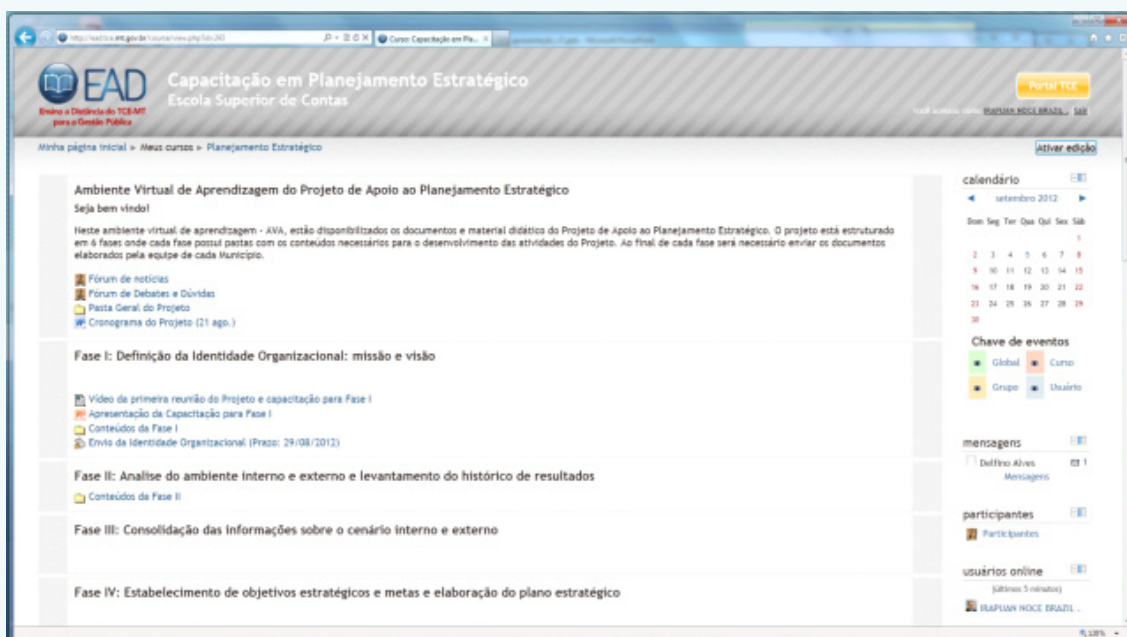 Curso: Capacitação em Pla...
EAD
Ensino a Distância do TCE-MT
para a Gestão Pública
Capacitação em Planejamento Estratégico
Escola Superior de Contas
Portal TCE
Sair
Minha página inicial ► Meus cursos ► Planejamento Estratégico
Ativar edição
Ambiente Virtual de Aprendizagem do Projeto de Apoio ao Planejamento Estratégico
Seja bem vindo!
Neste ambiente virtual de aprendizagem - AVA, estão disponibilizados os documentos e material didático do Projeto de Apoio ao Planejamento Estratégico. O projeto está estruturado
em 6 fases onde cada fase possui pastas com os conteúdos necessários para o desenvolvimento das atividades do Projeto. Ao final de cada fase será necessário enviar os documentos
elaborados pela equipe de cada Município.
Fórum de notícias
Fórum de Debates e Dúvidas
Pasta Geral do Projeto
Cronograma do Projeto (21 ago.)
Fase I: Definição da Identidade Organizacional: missão e visão
Vídeo da primeira reunião do Projeto e capacitação para Fase I
Apresentação da Capacitação para Fase I
Conteúdos da Fase I
Envio da Identidade Organizacional (Prazo: 29/08/2012)
Fase II: Analise do ambiente interno e externo e levantamento do histórico de resultados
Conteúdos da Fase II
Fase III: Consolidação das informações sobre o cenário interno e externo
Fase IV: Estabelecimento de objetivos estratégicos e metas e elaboração do plano estratégico
calendário
◄ setembro 2012 ►
Dom Seg Ter Qua Qui Sex Sáb
1
2 3 4 5 6 7 8
9 10 11 12 13 14 15
16 17 18 19 20 21 22
23 24 25 26 27 28 29
30
Chave de eventos
Global Curso
Grupo Usuário
mensagens
Delfino Alves 1
Mensagens
participantes
Participantes
usuários online
(últimos 5 minutos)
IRAPUAN NOCE BRAZIL .
120%